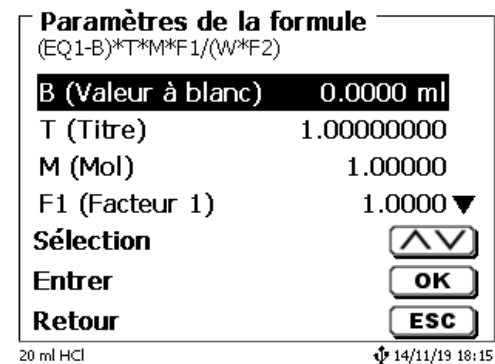 Paramètres de la formule
(EQ1-B)*T*M*F1/(W*F2)
B (Valeur à blanc) 0.0000 ml
T (Titre) 1.00000000
M (Mol) 1.00000
F1 (Facteur 1) 1.0000 ▼
Sélection
Entrer OK
Retour ESC
20 ml HCl 14/11/19 18:15